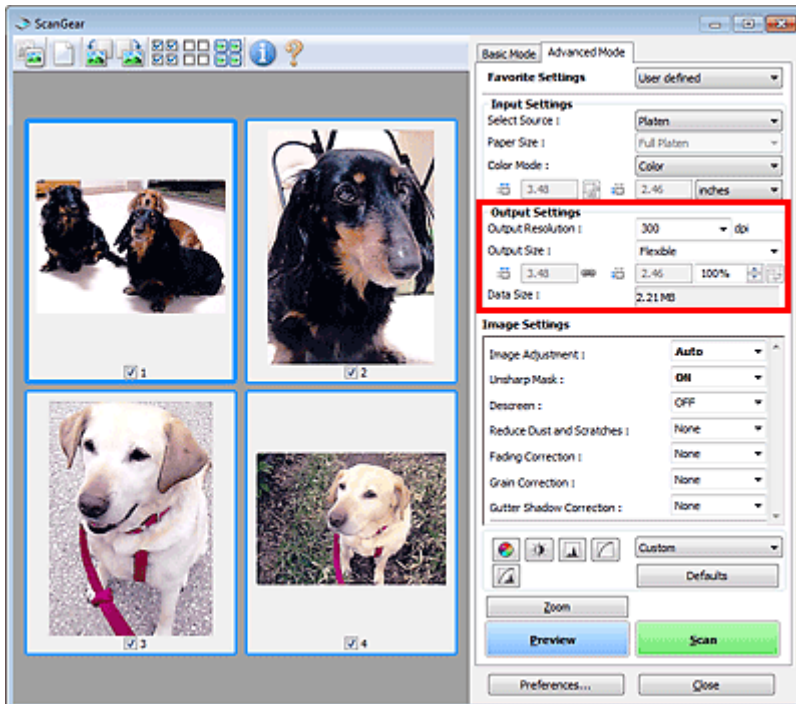 ScanGear
Basic Mode Advanced Mode
Favorite Settings User defined
Input Settings
Select Source : Platen
Paper Size : Full Platen
Color Mode : Color
3.48 2.46 inches
Output Settings
Output Resolution : 300 dpi
Output Size : Flexible
3.48 2.46 100%
Data Size : 2.21 MB
Image Settings
Image Adjustment : Auto
Unsharp Mask : ON
Descreen : OFF
Reduce Dust and Scratches : None
Fading Correction : None
Grain Correction : None
Gutter Shadow Correction : None
Custom
Defaults
Zoom
Preview Scan
Preferences... Close
1
2
3
4